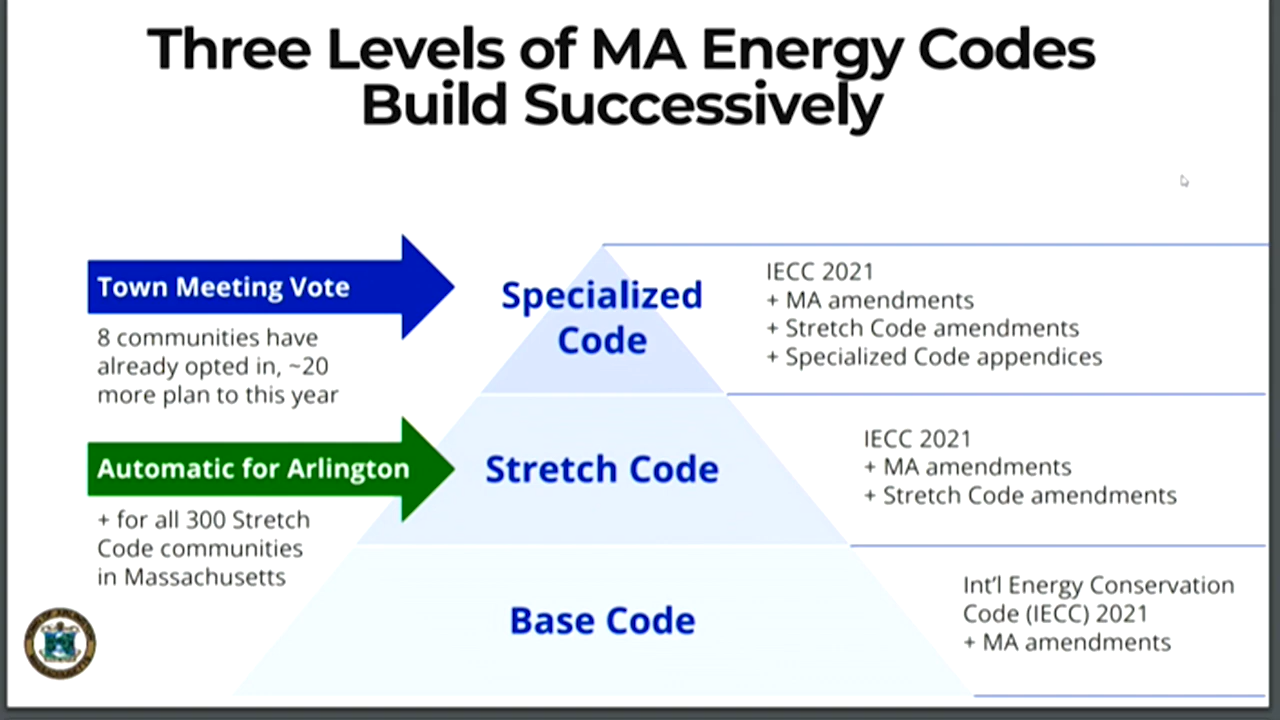 Three Levels of MA Energy Codes
Build Successively
Town Meeting Vote
8 communities have
already opted in, ~20
more plan to this year
Specialized
Code
IECC 2021
+ MA amendments
+ Stretch Code amendments
+ Specialized Code appendices
Automatic for Arlington
+ for all 300 Stretch
Code communities
in Massachusetts
Stretch Code
IECC 2021
+ MA amendments
+ Stretch Code amendments
Base Code
Int'l Energy Conservation
Code (IECC) 2021
+ MA amendments